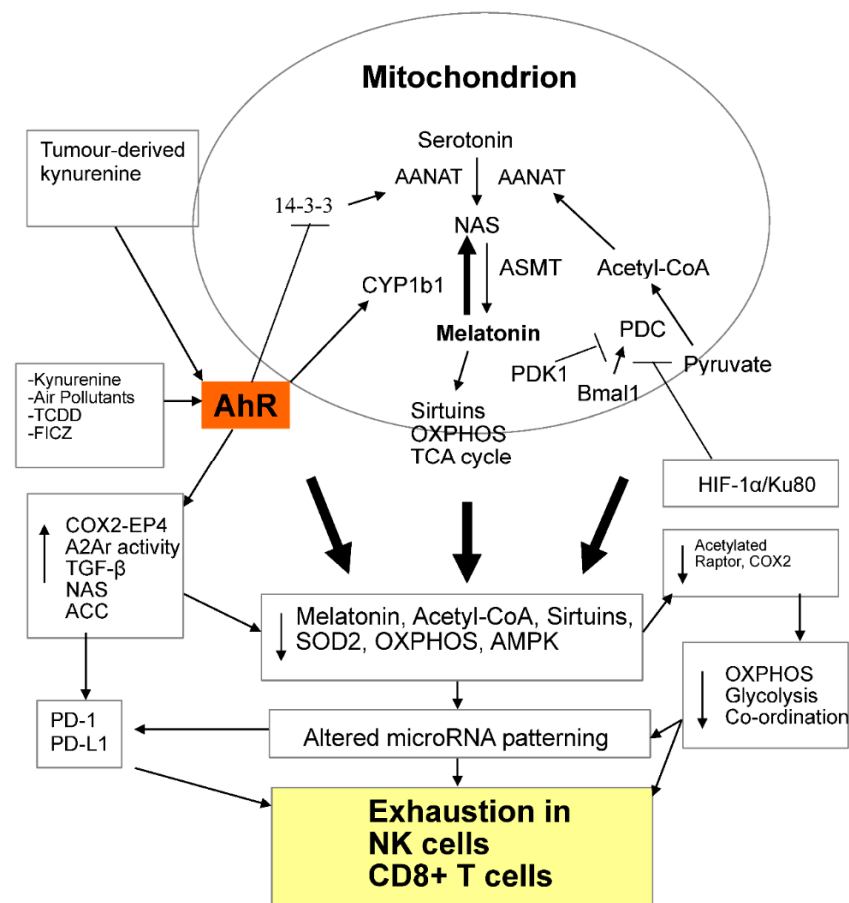 Mitochondrion
Tumour-derived
kynurenine
Serotonin
AANAT
AANAT
14-3-3
NAS
CYP1b1
ASMT
Acetyl-CoA
Melatonin
PDC
PDK1
Pyruvate
Bmal1
-Kynurenine
-Air Pollutants
-TCDD
-FICZ
AhR
Sirtuins
OXPHOS
TCA cycle
HIF-1α/Ku80
COX2-EP4
A2Ar activity
TGF-β
NAS
ACC
Acetylated
Raptor, COX2
Melatonin, Acetyl-CoA, Sirtuins,
SOD2, OXPHOS, AMPK
OXPHOS
Glycolysis
Co-ordination
PD-1
PD-L1
Altered microRNA patterning
Exhaustion in
NK cells
CD8+ T cells